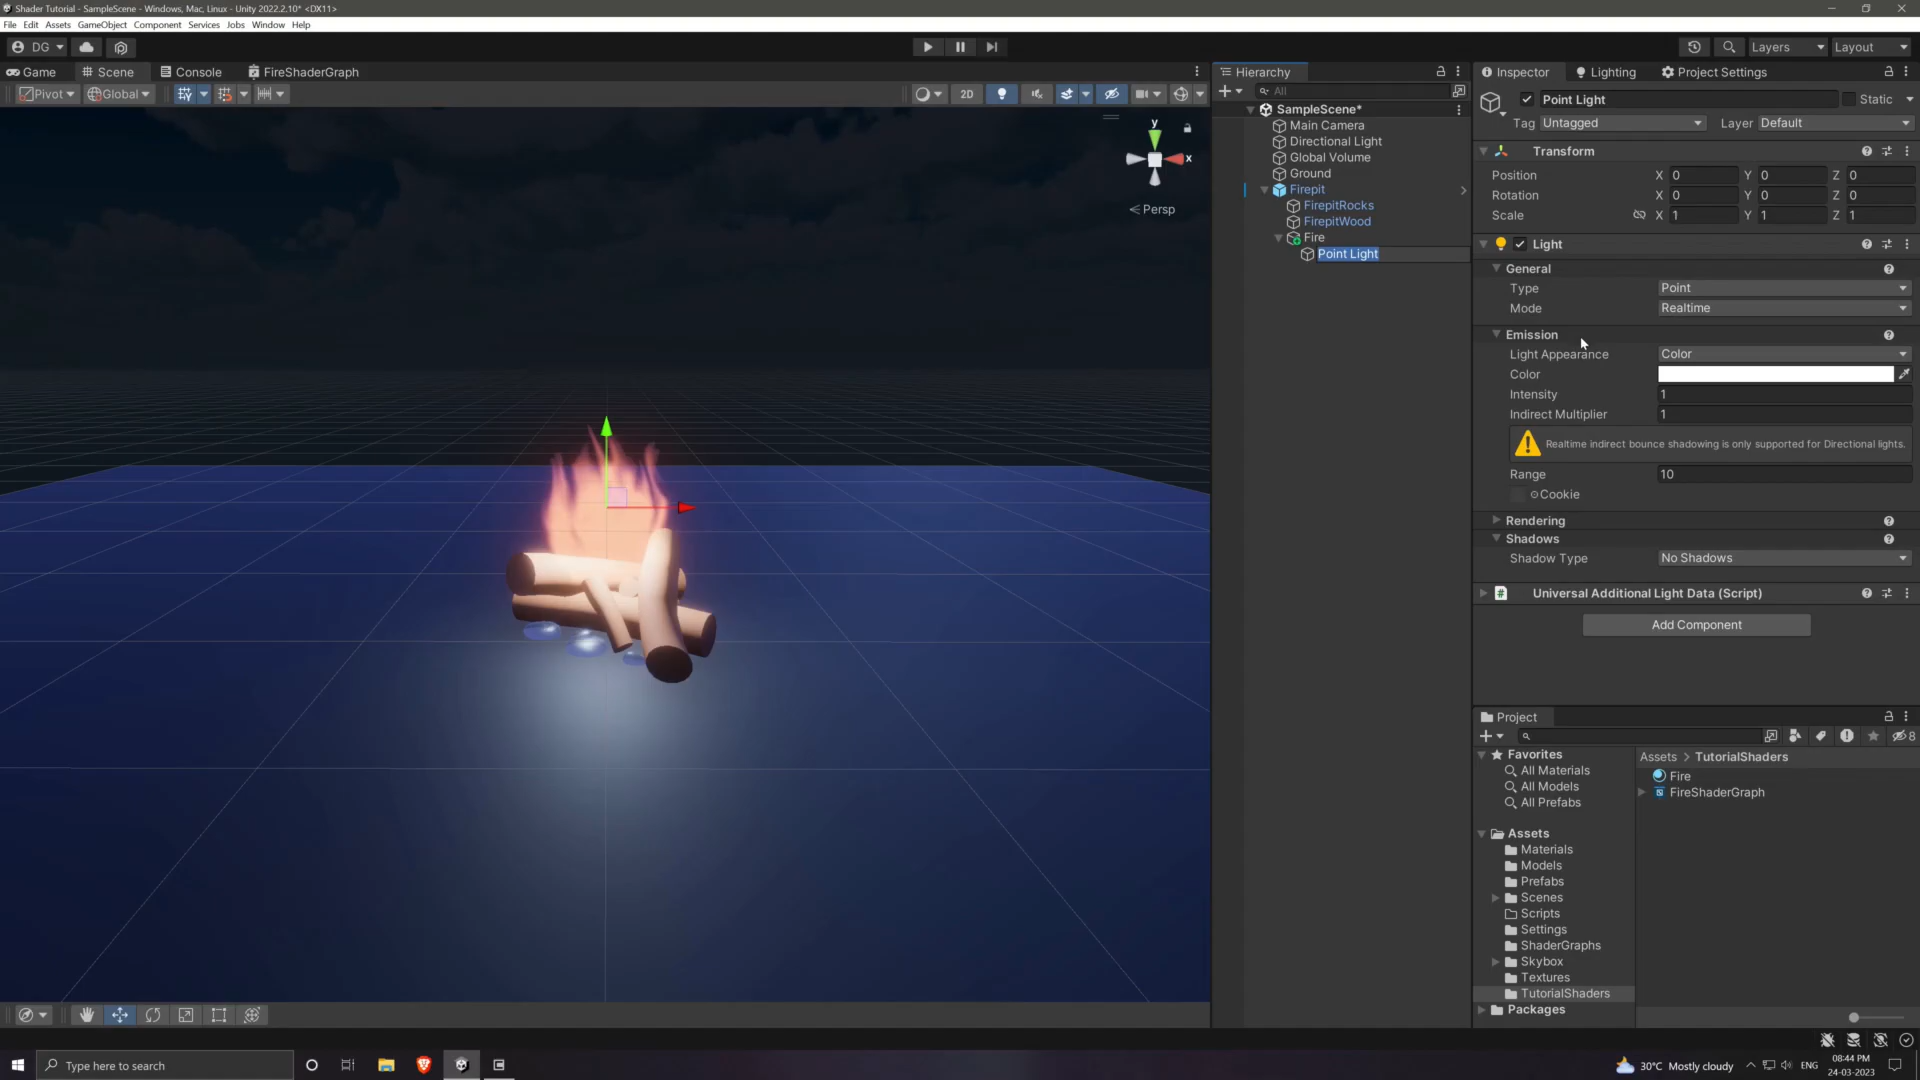 Shader Tutorial - SampleScene - Windows, Mac, Linux - Unity 2022.2.10* <DX11>
File Edit Assets GameObject Component Services Jobs Window Help
DG Layers Layout
Game Scene Console FireShaderGraph
Pivot Global 2D
y
x
Persp
Hierarchy
All
SampleScene*
Main Camera
Directional Light
Global Volume
Ground
Firepit
FirepitRocks
FirepitWood
Fire
Point Light
Inspector Lighting Project Settings
Point Light Static
Tag Untagged Layer Default
Transform
Position X 0 Y 0 Z 0
Rotation X 0 Y 0 Z 0
Scale X 1 Y 1 Z 1
Light
General
Type Point
Mode Realtime
Emission
Light Appearance Color
Color
Intensity 1
Indirect Multiplier 1
Realtime indirect bounce shadowing is only supported for Directional lights.
Range 10
Cookie
Rendering
Shadows
Shadow Type No Shadows
# Universal Additional Light Data (Script)
Add Component
Project
8
Favorites
All Materials
All Models
All Prefabs
Assets
Materials
Models
Prefabs
Scenes
Scripts
Settings
ShaderGraphs
Skybox
Textures
TutorialShaders
Packages
Assets > TutorialShaders
Fire
FireShaderGraph
Type here to search
30°C Mostly cloudy ENG 08:44 PM
24-03-2023